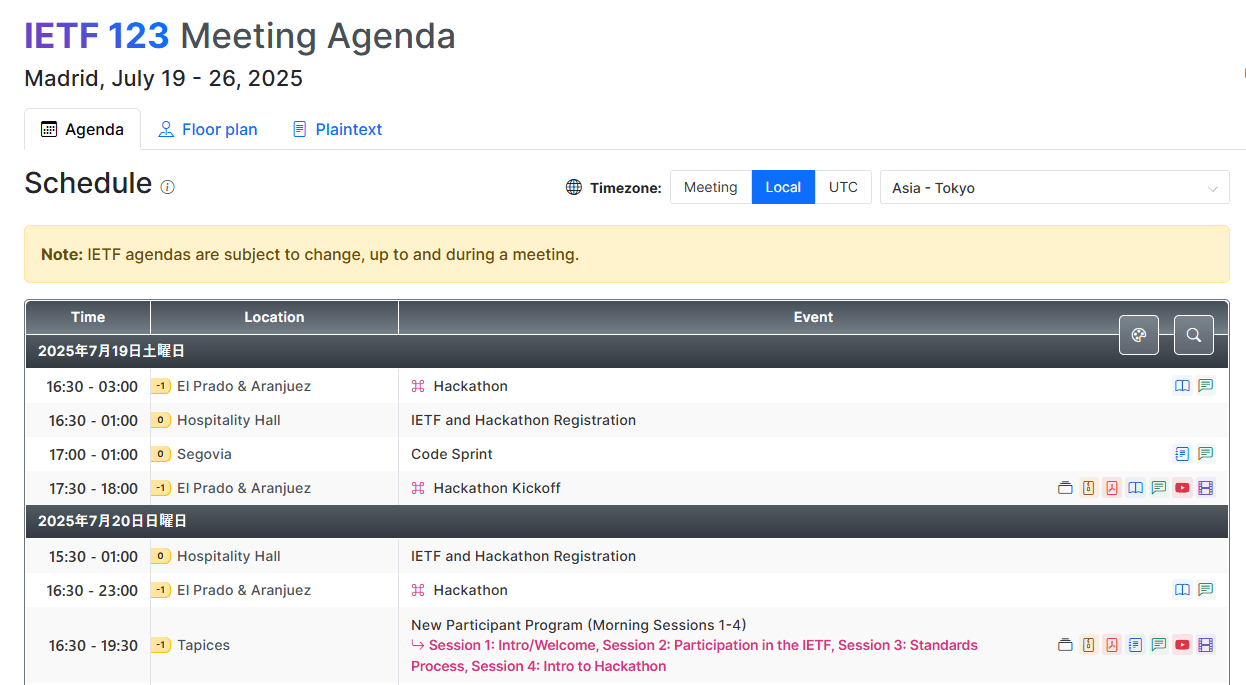 IETF 123 Meeting Agenda
Madrid, July 19 - 26, 2025
Agenda Floor plan Plaintext
Schedule
Timezone: Meeting Local UTC Asia - Tokyo
Note: IETF agendas are subject to change, up to and during a meeting.
Time Location Event
2025年7月19日土曜日
16:30 - 03:00 -1 El Prado & Aranjuez Hackathon
16:30 - 01:00 0 Hospitality Hall IETF and Hackathon Registration
17:00 - 01:00 0 Segovia Code Sprint
17:30 - 18:00 -1 El Prado & Aranjuez Hackathon Kickoff
2025年7月20日日曜日
15:30 - 01:00 0 Hospitality Hall IETF and Hackathon Registration
16:30 - 23:00 -1 El Prado & Aranjuez Hackathon
16:30 - 19:30 -1 Tapices New Participant Program (Morning Sessions 1-4)
Session 1: Intro/Welcome, Session 2: Participation in the IETF, Session 3: Standards
Process, Session 4: Intro to Hackathon